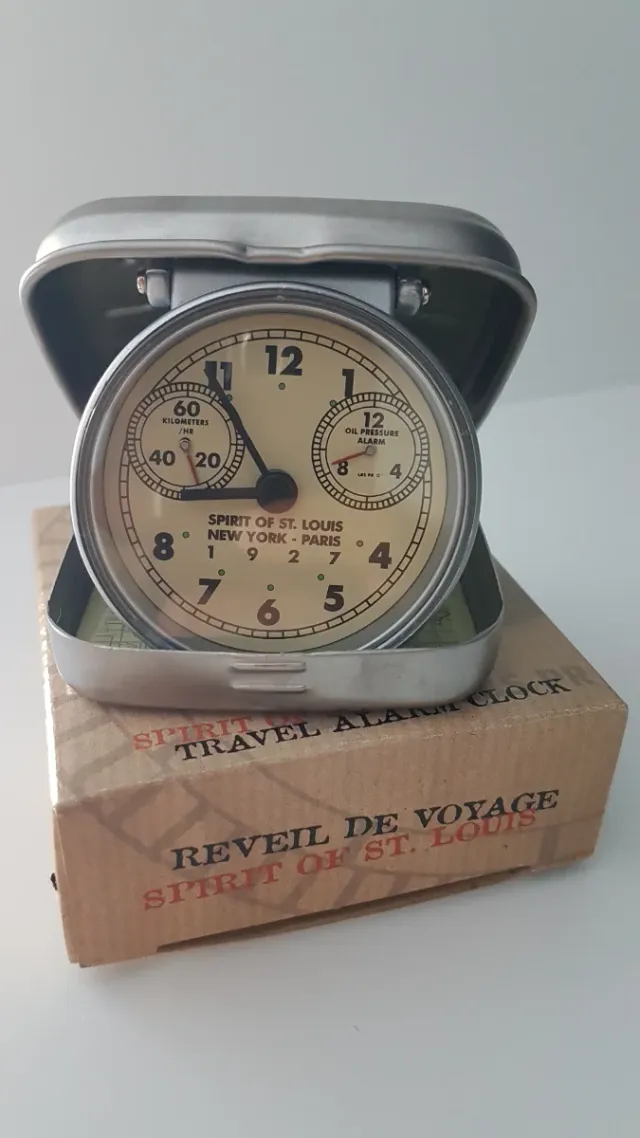 12
11
1
60
KILOMETERS
/HR
40 20
12
OIL PRESSURE
ALARM
8 4
SPIRIT OF ST. LOUIS
NEW YORK - PARIS
1 9 2 7
8
4
7
5
6
SPIRIT
TRAVEL ALARM CLOCK
REVEIL DE VOYAGE
SPIRIT OF ST. LOUIS